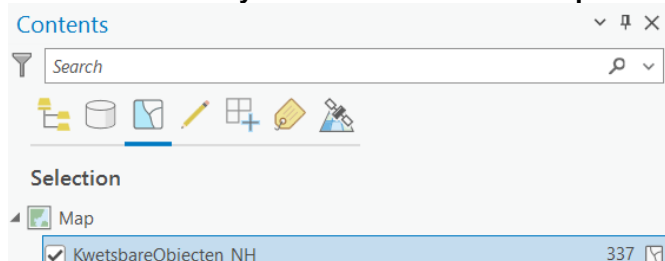 Contents
Search
Selection
Map
KwetsbareObjecten_NH 337